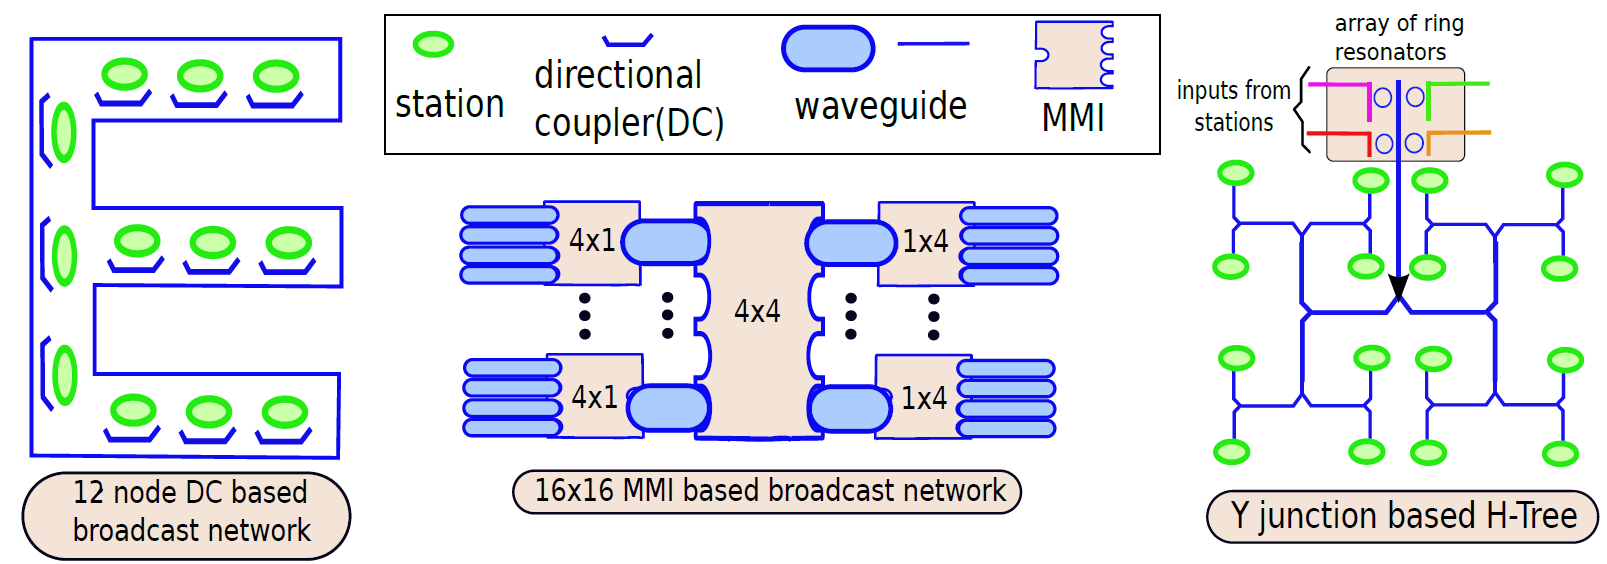 station
directional
coupler(DC)
waveguide
MMI
array of ring
resonators
inputs from
stations
4x1
4x4
1x4
4x1
1x4
12 node DC based
broadcast network
16x16 MMI based broadcast network
Y junction based H-Tree